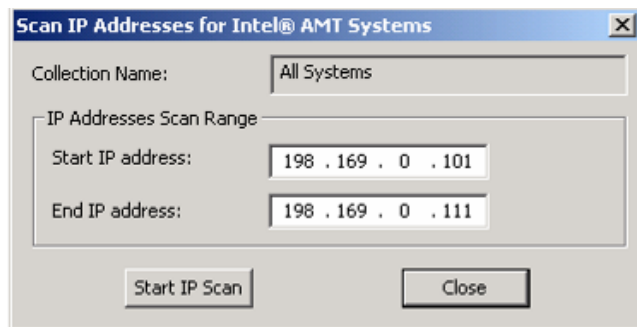 Scan IP Addresses for Intel® AMT Systems
Collection Name: All Systems
IP Addresses Scan Range
Start IP address: 198 . 169 . 0 . 101
End IP address: 198 . 169 . 0 . 111
Start IP Scan Close